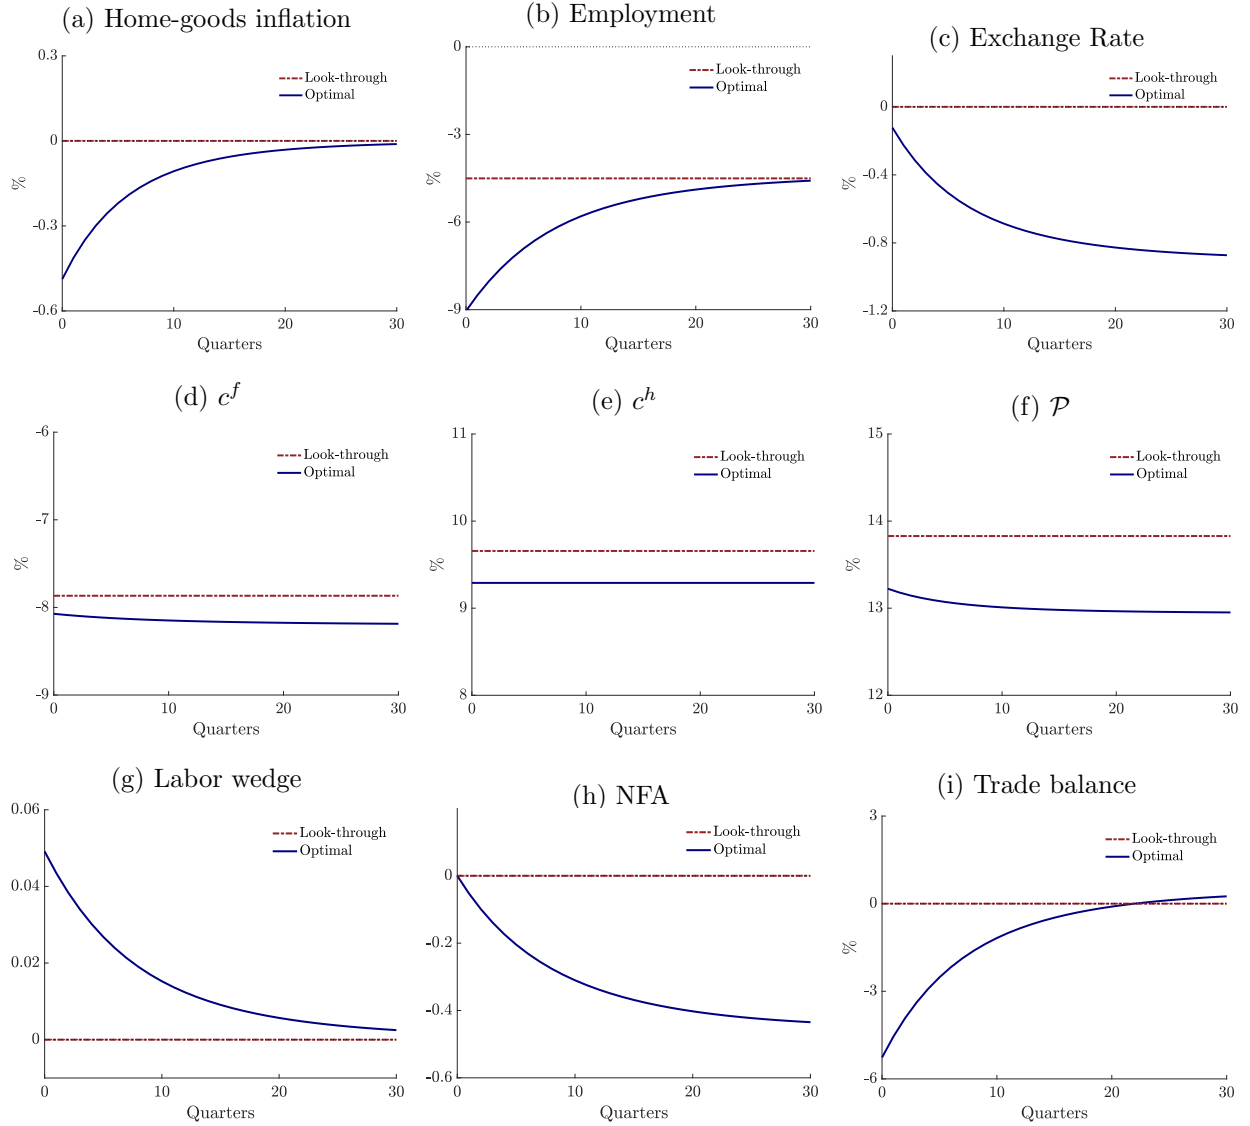 (a) Home-goods inflation
0.3
0
-0.3
-0.6
%
Look-through
Optimal
0 10 20 30
Quarters
(b) Employment
0
-3
-6
-9
%
Look-through
Optimal
0 10 20 30
Quarters
(c) Exchange Rate
0
-0.4
-0.8
-1.2
%
Look-through
Optimal
0 10 20 30
Quarters
(d) c^f
-6
-7
-8
-9
%
Look-through
Optimal
0 10 20 30
Quarters
(e) c^h
11
10
9
8
%
Look-through
Optimal
0 10 20 30
Quarters
(f) 𝒫
15
14
13
12
%
Look-through
Optimal
0 10 20 30
Quarters
(g) Labor wedge
0.06
0.04
0.02
0
Look-through
Optimal
0 10 20 30
Quarters
(h) NFA
0
-0.2
-0.4
-0.6
Look-through
Optimal
0 10 20 30
Quarters
(i) Trade balance
3
0
-3
-6
%
Look-through
Optimal
0 10 20 30
Quarters